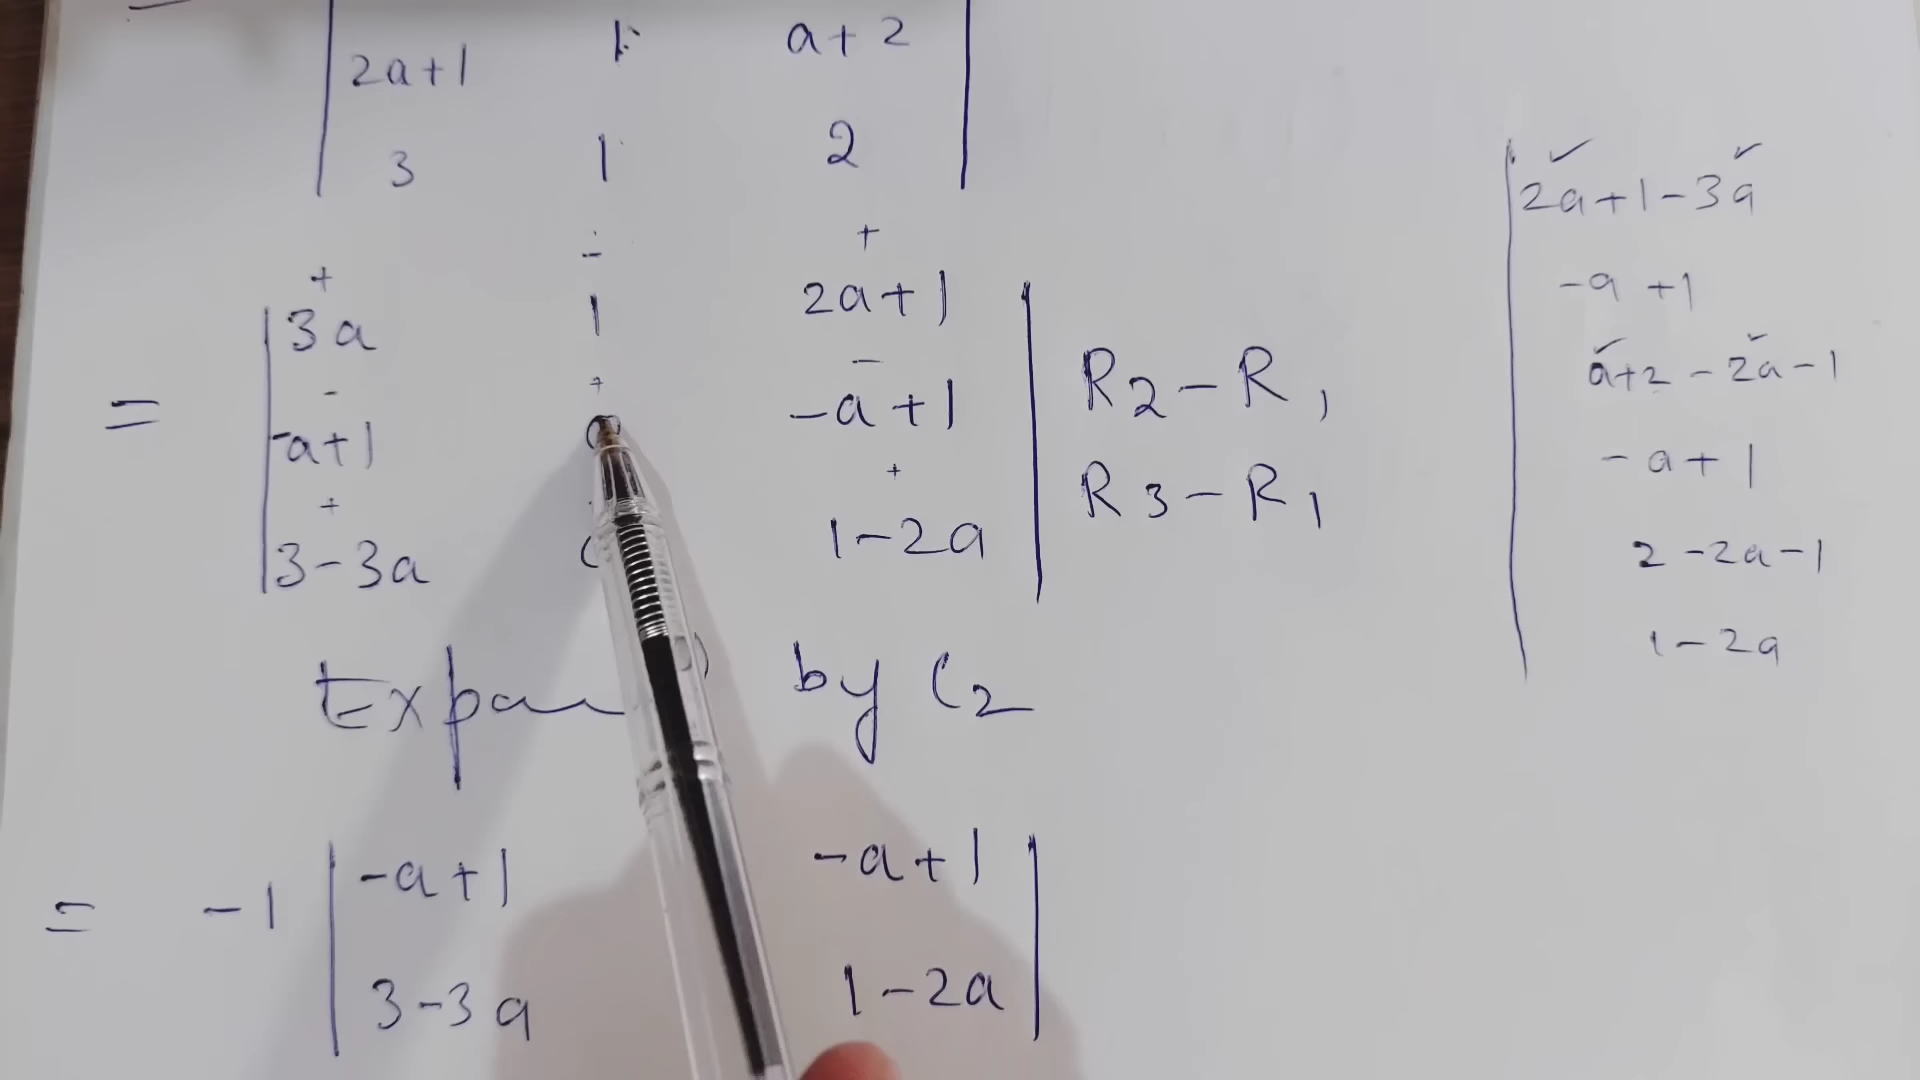 2a+1 1 a+2
3 1 2
+ - +
= 3a 1 2a+1
- + -
-a+1 0 -a+1 R2-R1
+ +
3-3a 1-2a R3-R1
by C2
= -1 -a+1 -a+1
3-3a 1-2a
2a+1-3a
-a+1
a+2-2a-1
-a+1
2-2a-1
1-2a